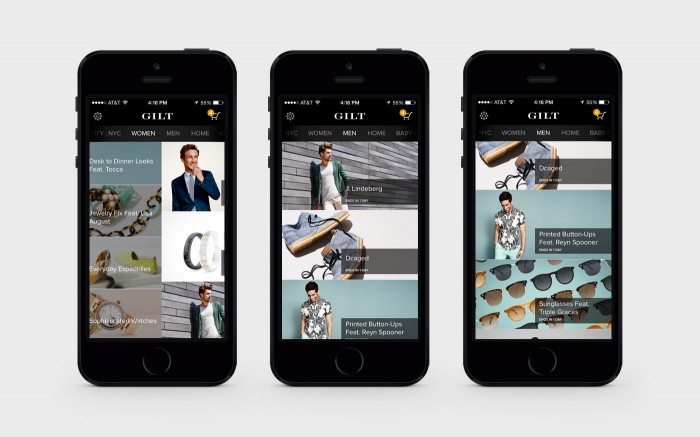 AT&T 4:16 PM 55%
GILT
CITY: NYC WOMEN MEN HOME
Desk to Dinner Looks
Feat. Tocca
Jewelry Fix Feat. Lisa
August
Everyday Espadrilles
Sophisticated Watches
AT&T 4:16 PM 55%
GILT
NYC WOMEN MEN HOME BABY
J. Lindeberg
ENDS IN 1 DAY
Dcaged
ENDS IN 1 DAY
Printed Button-Ups
Feat. Reyn Spooner
AT&T 4:16 PM 55%
GILT
NYC WOMEN MEN HOME BABY
Dcaged
ENDS IN 1 DAY
Printed Button-Ups
Feat. Reyn Spooner
ENDS IN 1 DAY
Sunglasses Feat.
Triple Graces
ENDS IN 1 DAY